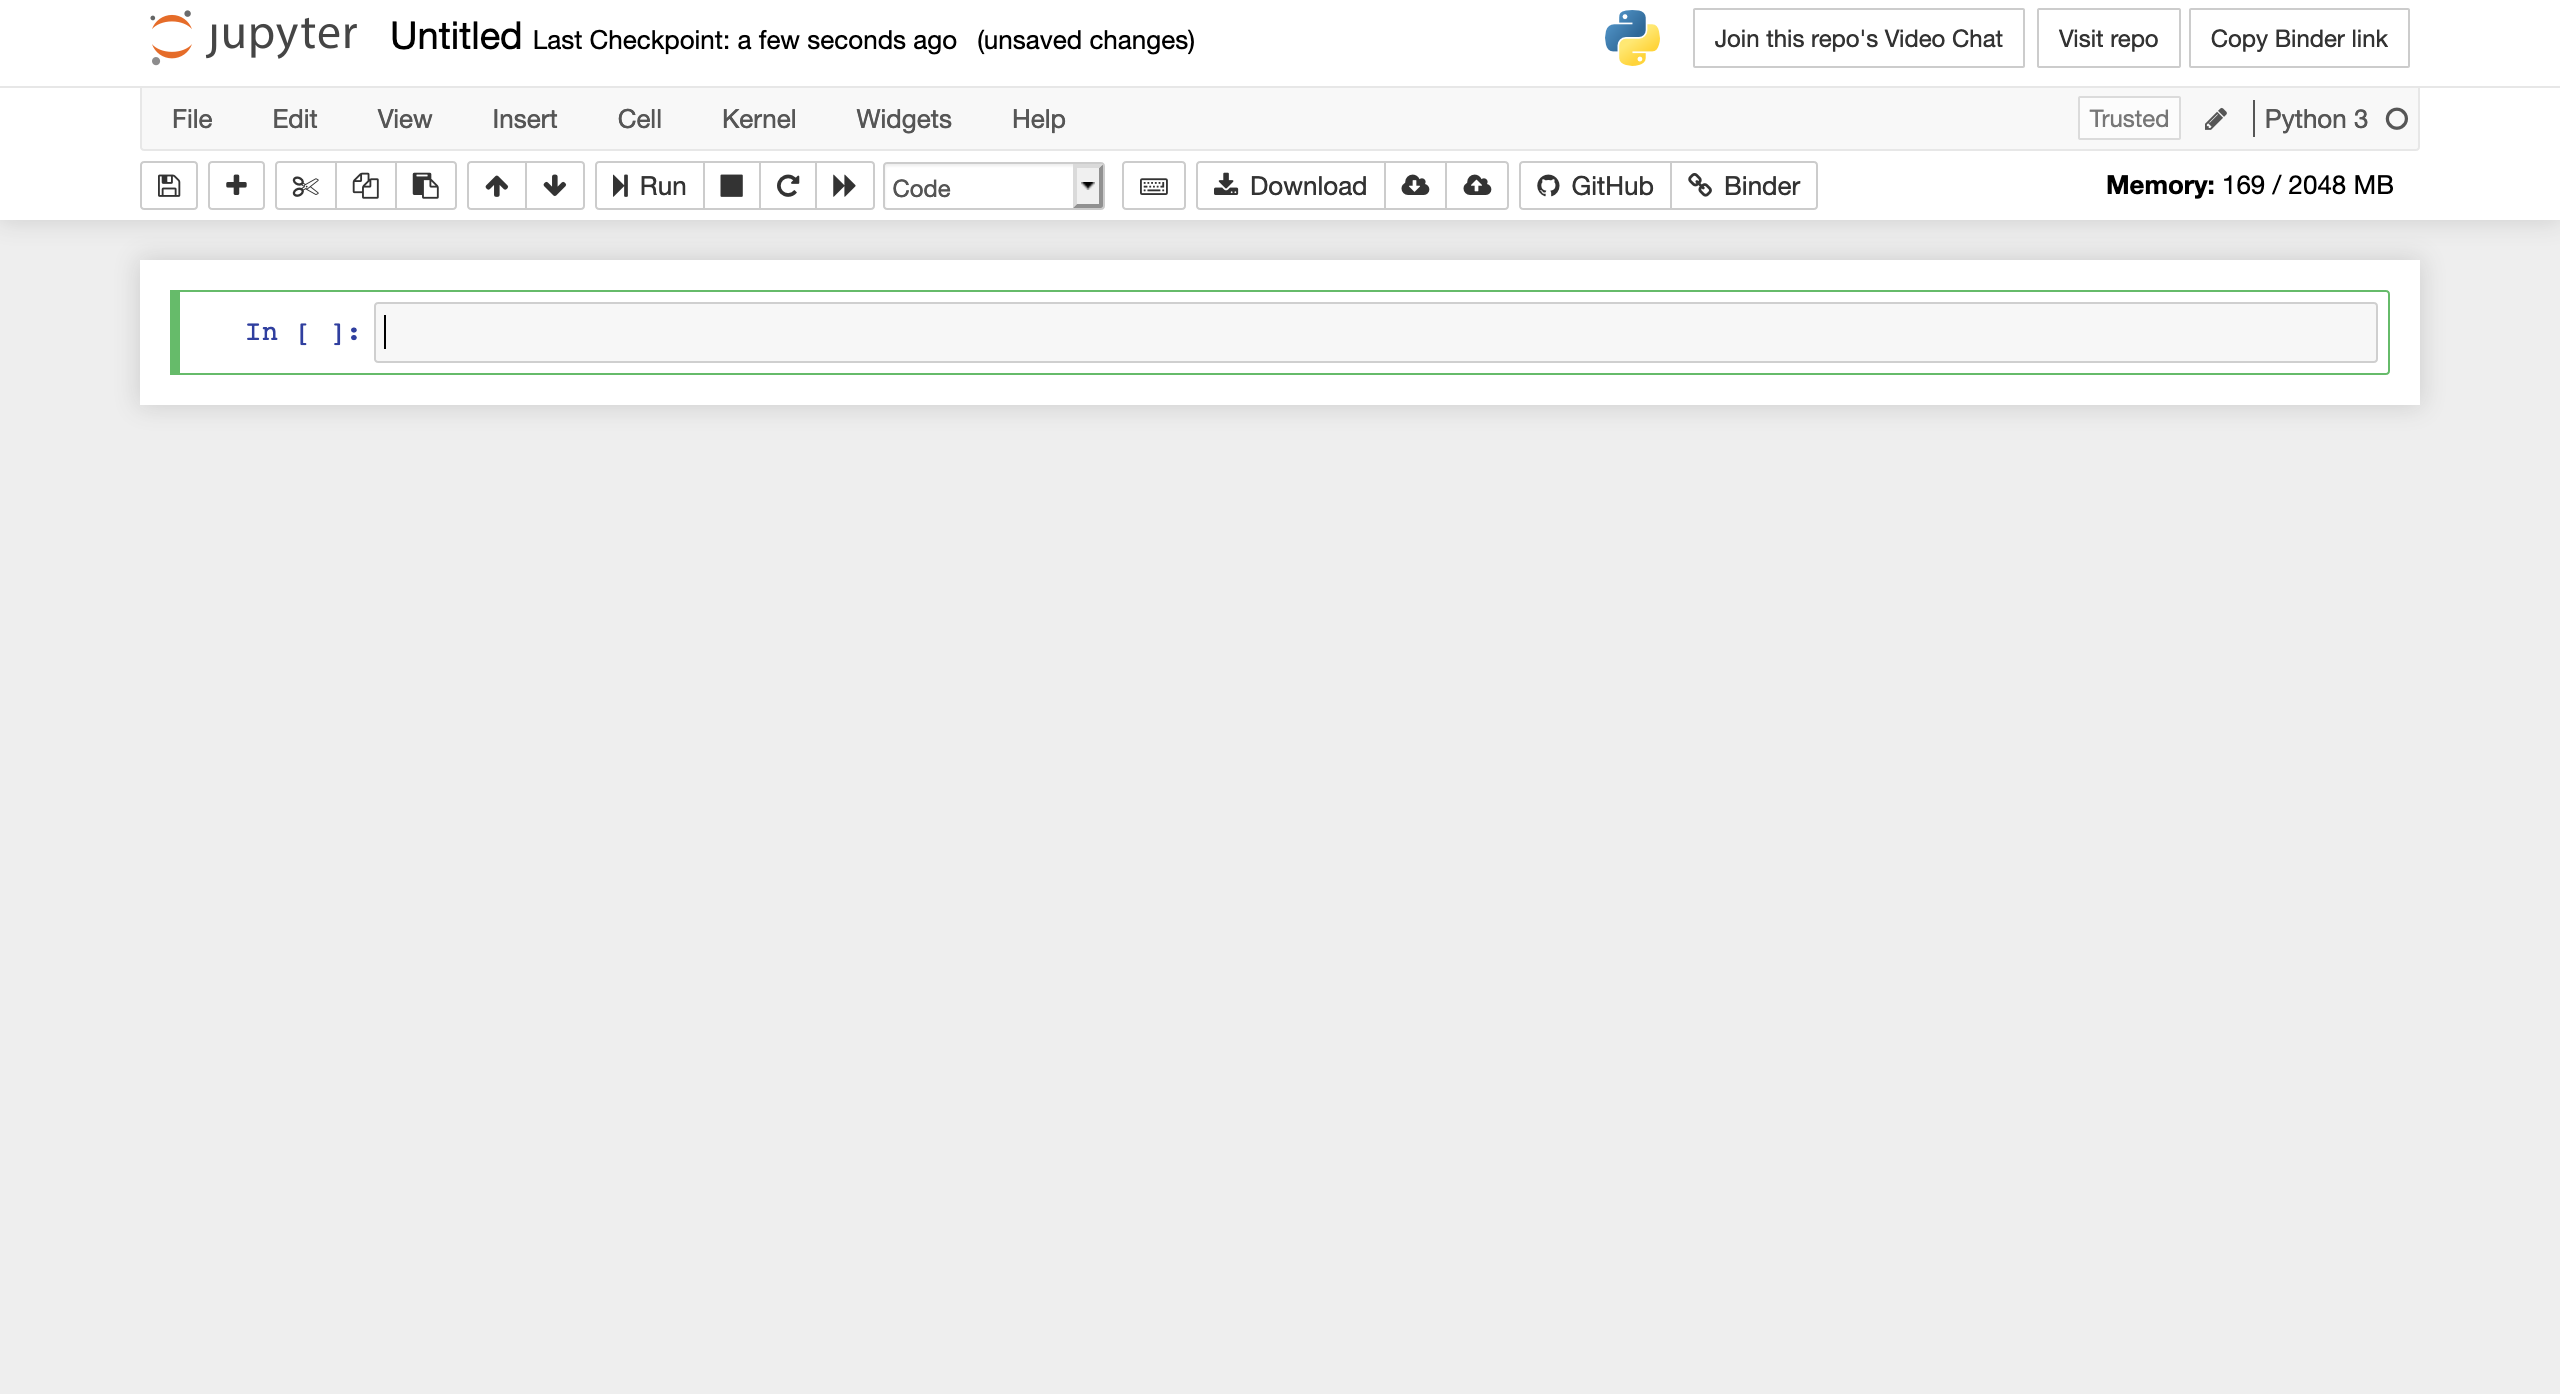 jupyter Untitled Last Checkpoint: a few seconds ago (unsaved changes) Join this repo's Video Chat Visit repo Copy Binder link
File Edit View Insert Cell Kernel Widgets Help Trusted Python 3
Run Code Download GitHub Binder Memory: 169 / 2048 MB
In [ ]: